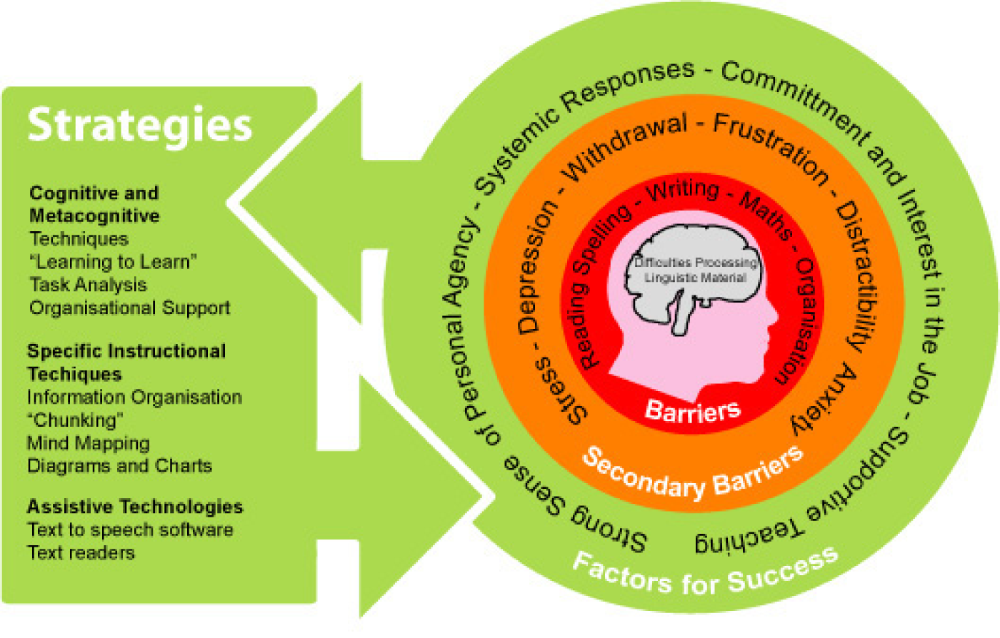 Strategies
Cognitive and
Metacognitive
Techniques
“Learning to Learn”
Task Analysis
Organisational Support
Specific Instructional
Techiques
Information Organisation
“Chunking”
Mind Mapping
Diagrams and Charts
Assistive Technologies
Text to speech software
Text readers
Strong Sense of Personal Agency - Systemic Responses - Committment and Interest in the Job - Supportive Teaching
Factors for Success
Stress - Depression - Withdrawal - Frustration - Distractibility Anxiety
Secondary Barriers
Reading Spelling - Writing - Maths - Organisation
Barriers
Difficulties Processing
Linguistic Material